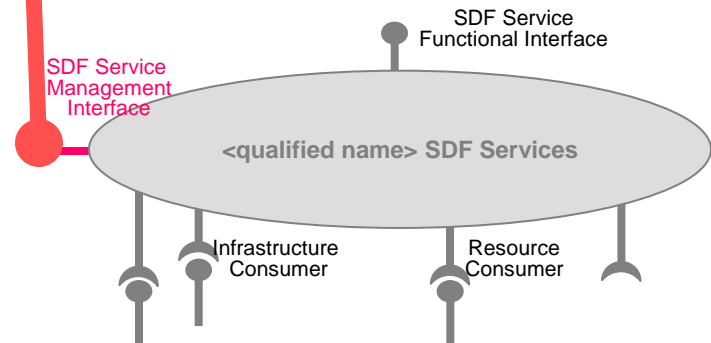 SDF Service
Functional Interface
SDF Service
Management
Interface
<qualified name> SDF Services
Infrastructure
Consumer
Resource
Consumer